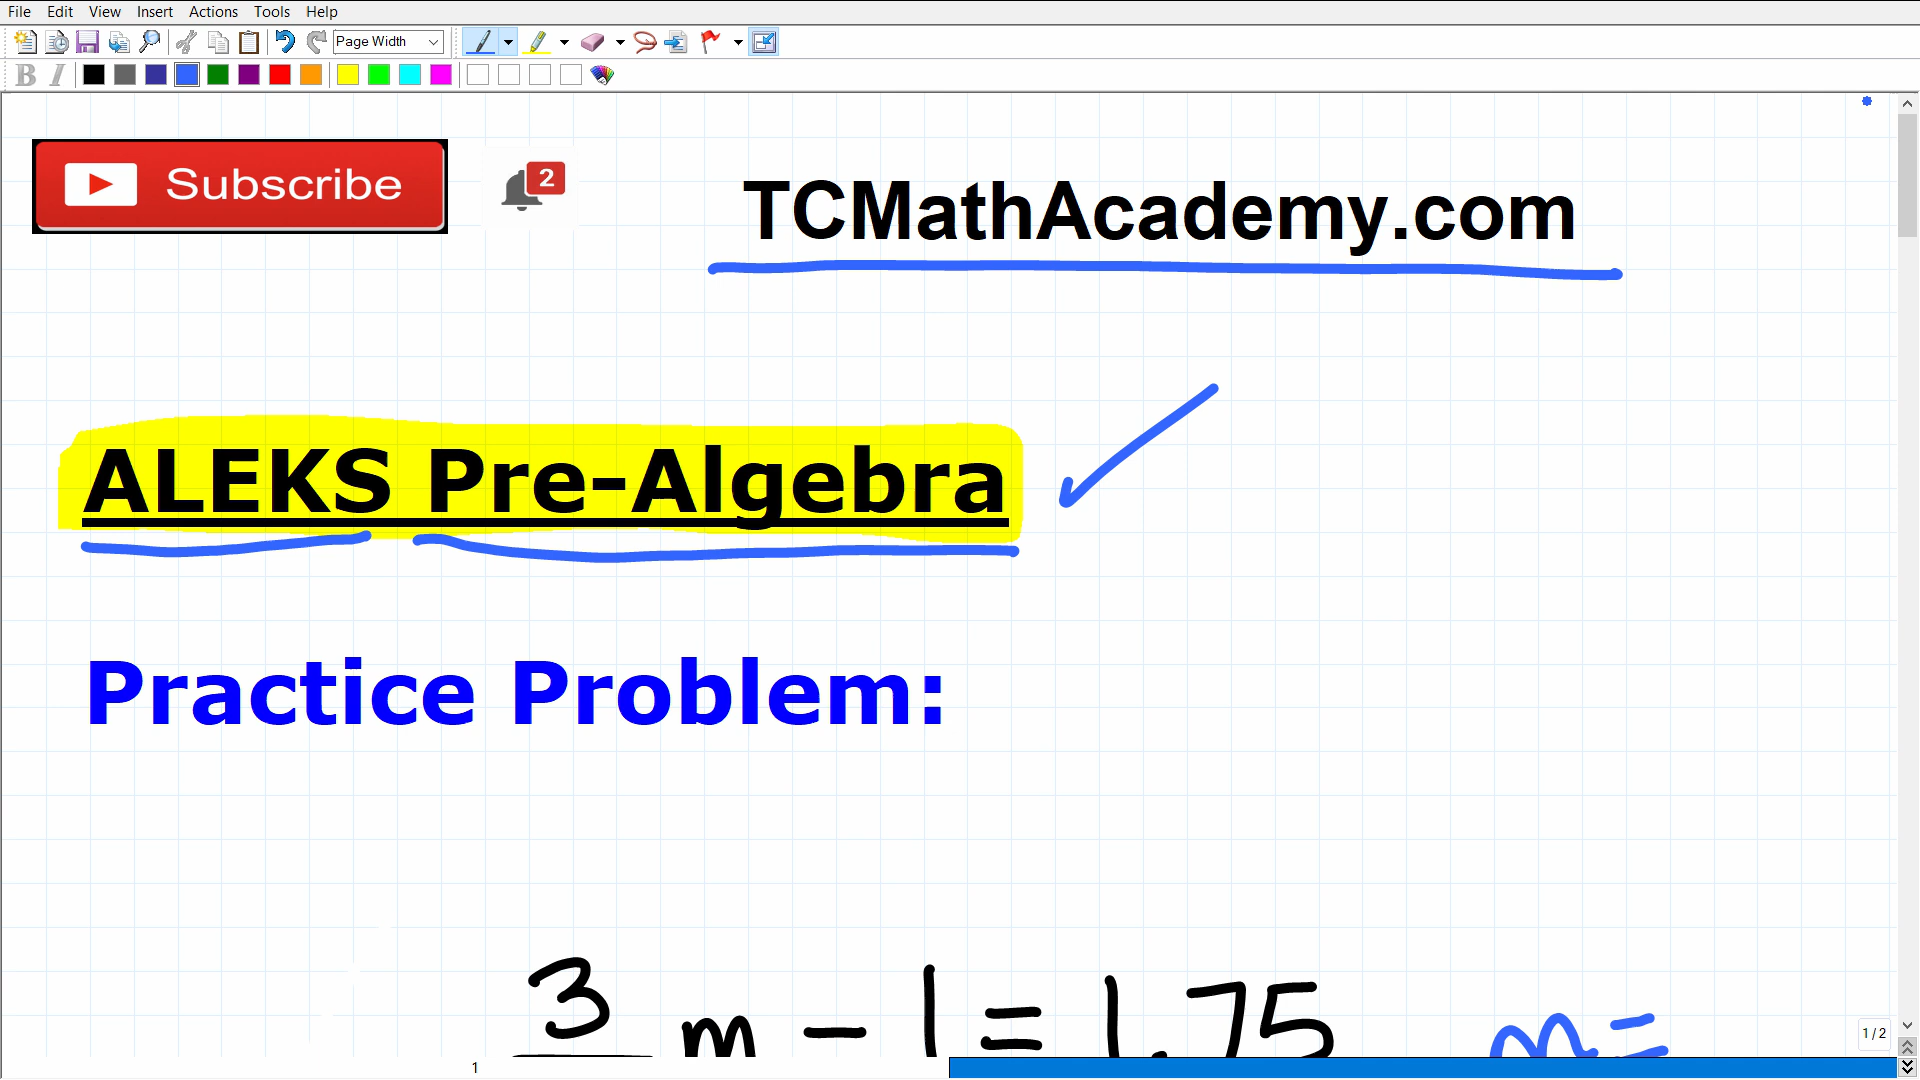 File Edit View Insert Actions Tools Help
Page Width
B I
Subscribe 2
TCMathAcademy.com
ALEKS Pre-Algebra
Practice Problem:
3 m - 1 = 1.75 m =
1 / 2
1